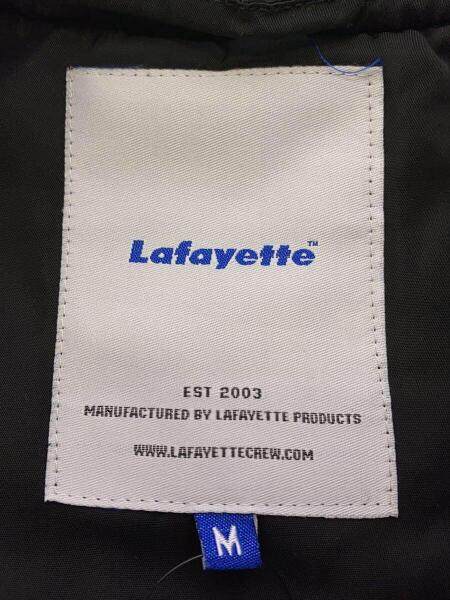 Lafayette™
EST 2003
MANUFACTURED BY LAFAYETTE PRODUCTS
WWW.LAFAYETTECREW.COM
M